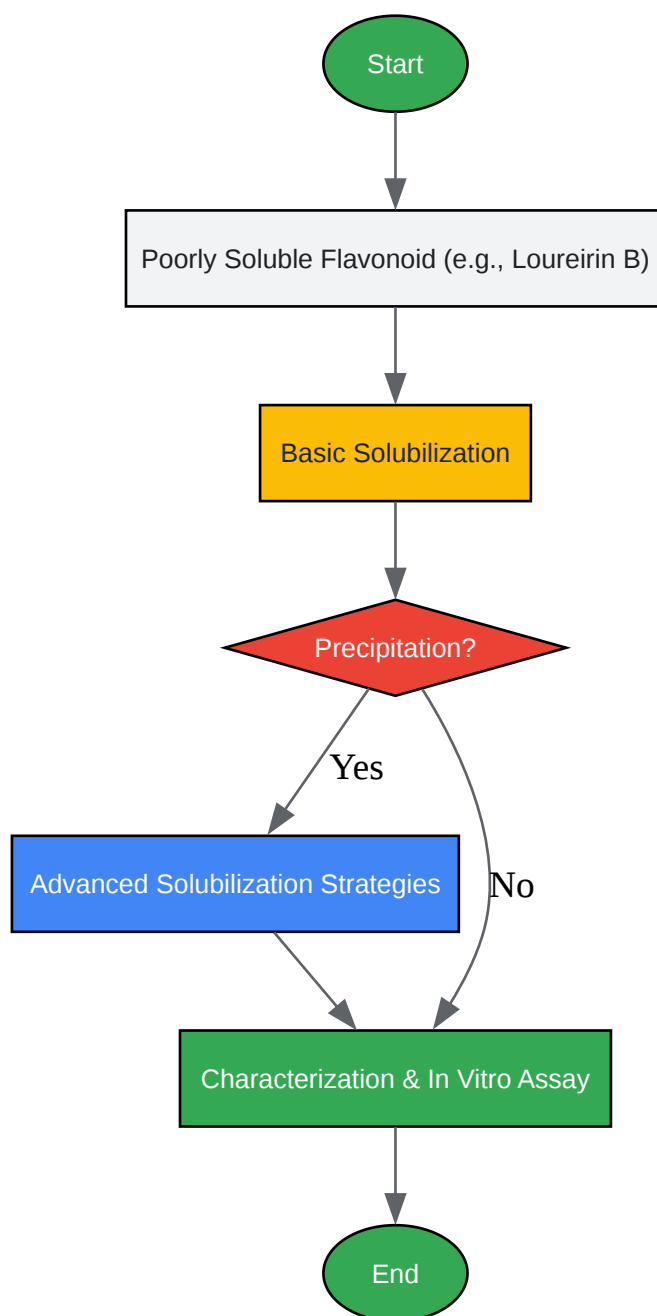 Start
Poorly Soluble Flavonoid (e.g., Loureirin B)
Basic Solubilization
Precipitation?
Yes
Advanced Solubilization Strategies
No
Characterization & In Vitro Assay
End